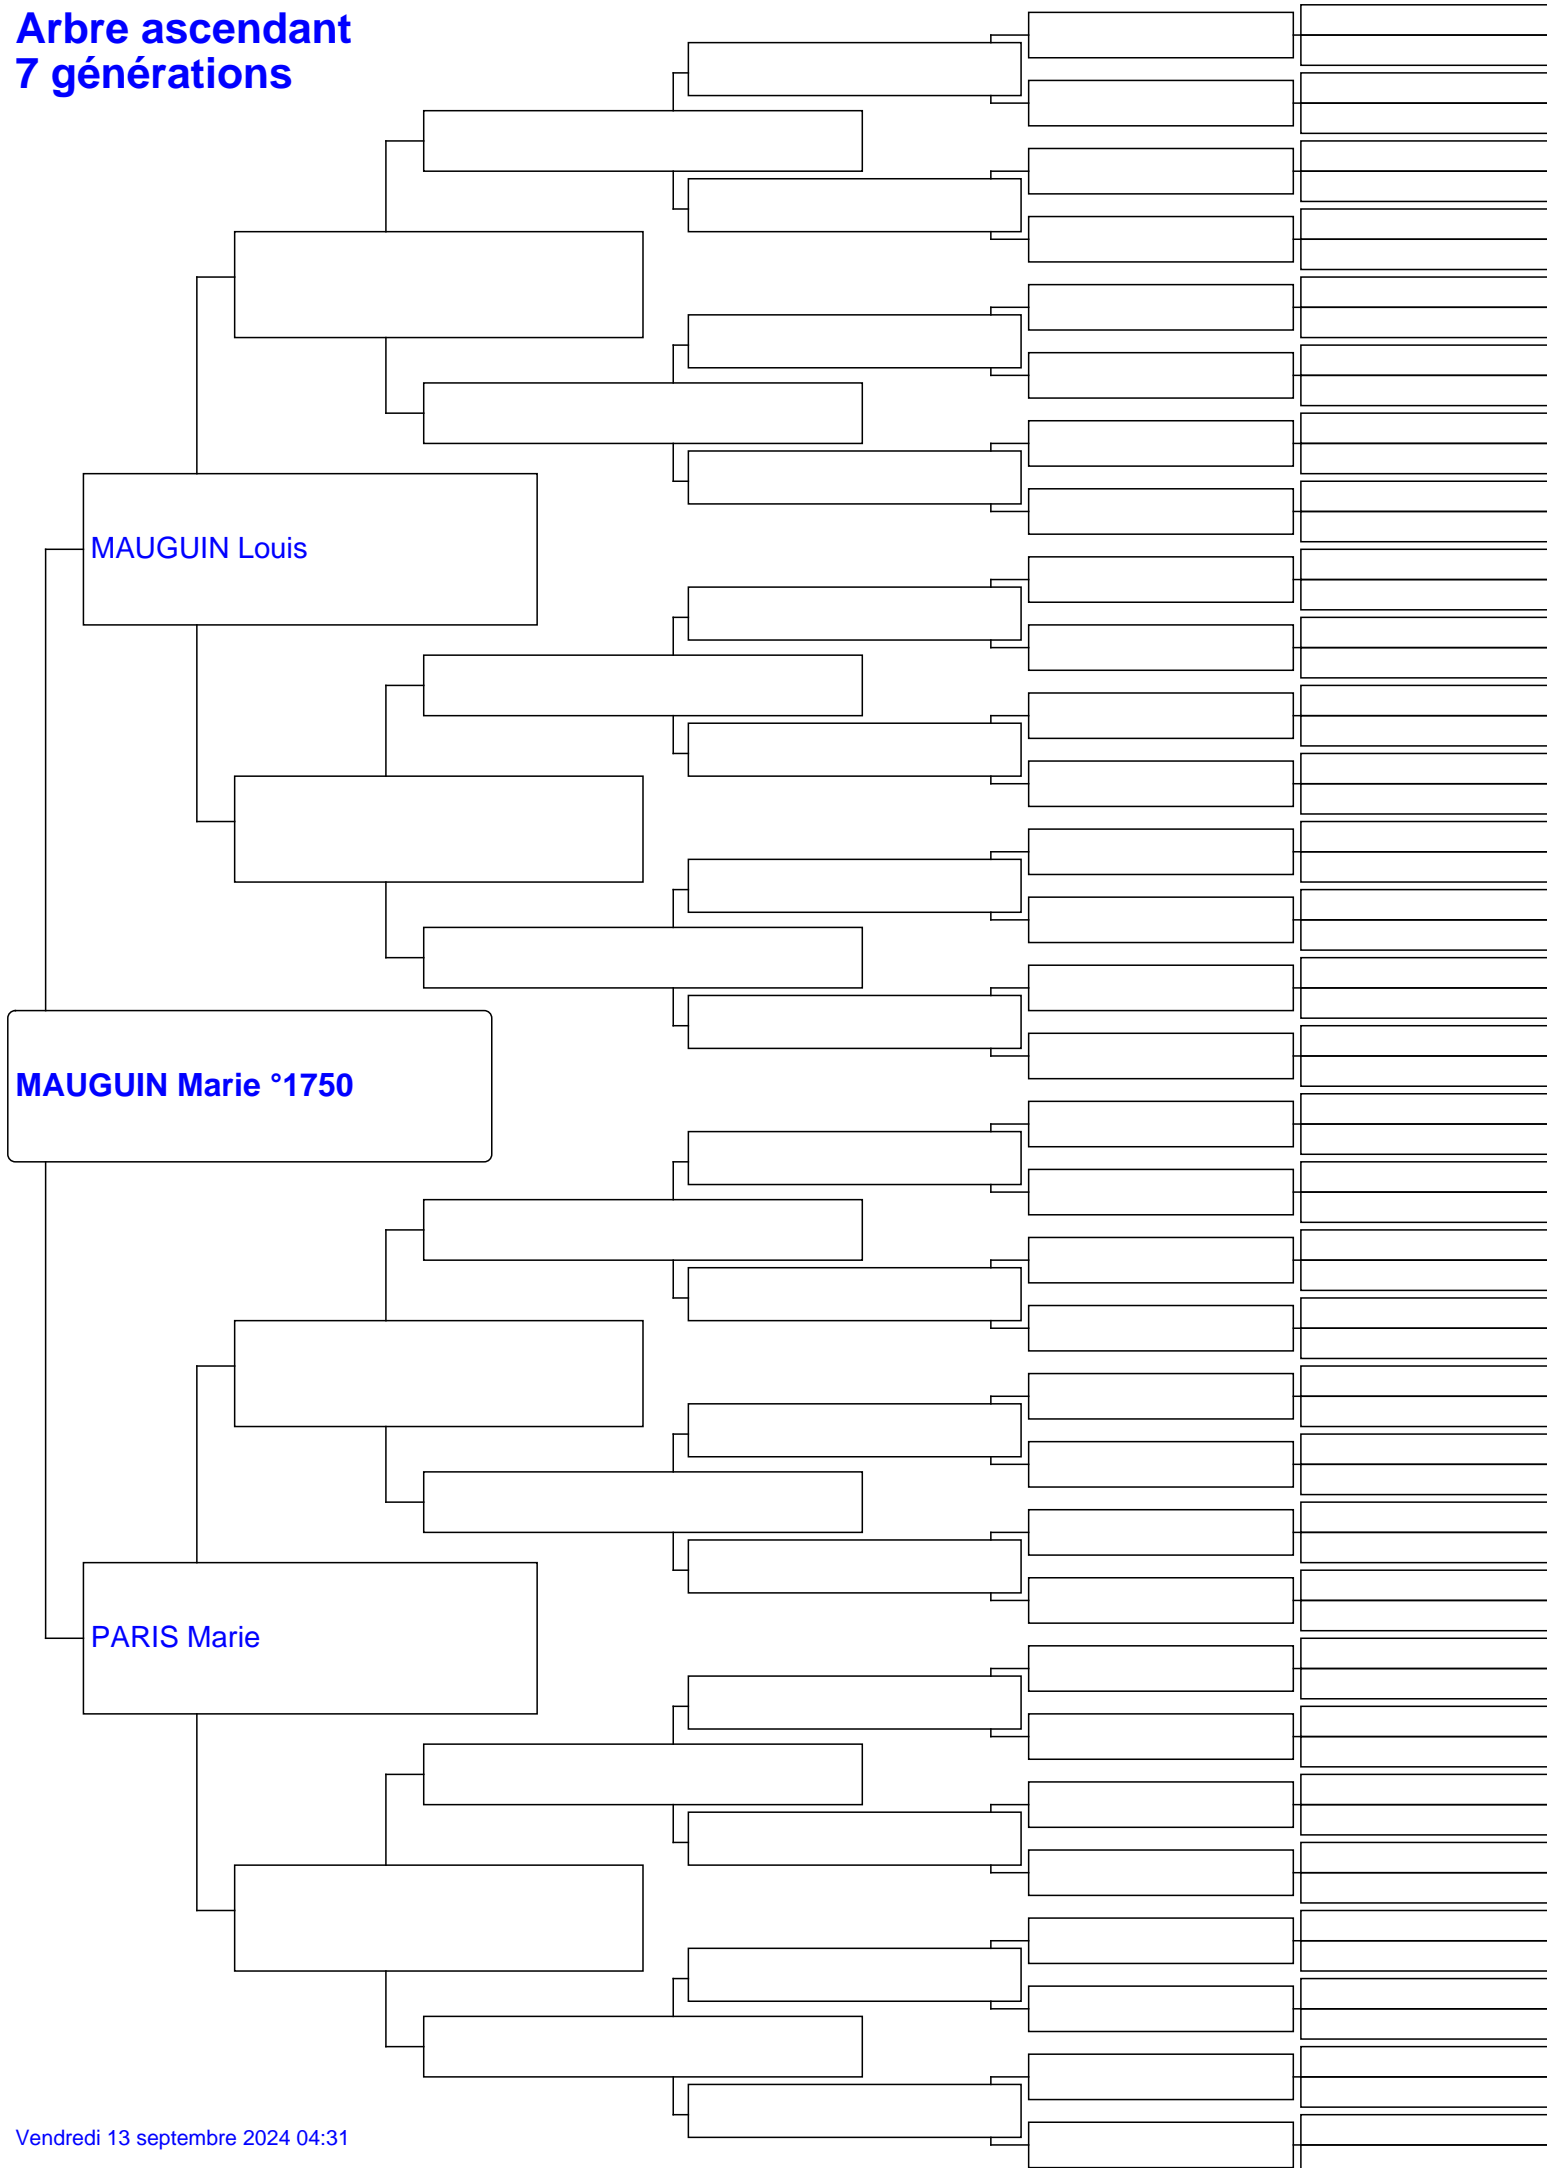 Arbre ascendant
7 générations
MAUGUIN Louis
MAUGUIN Marie °1750
PARIS Marie
Vendredi 13 septembre 2024 04:31